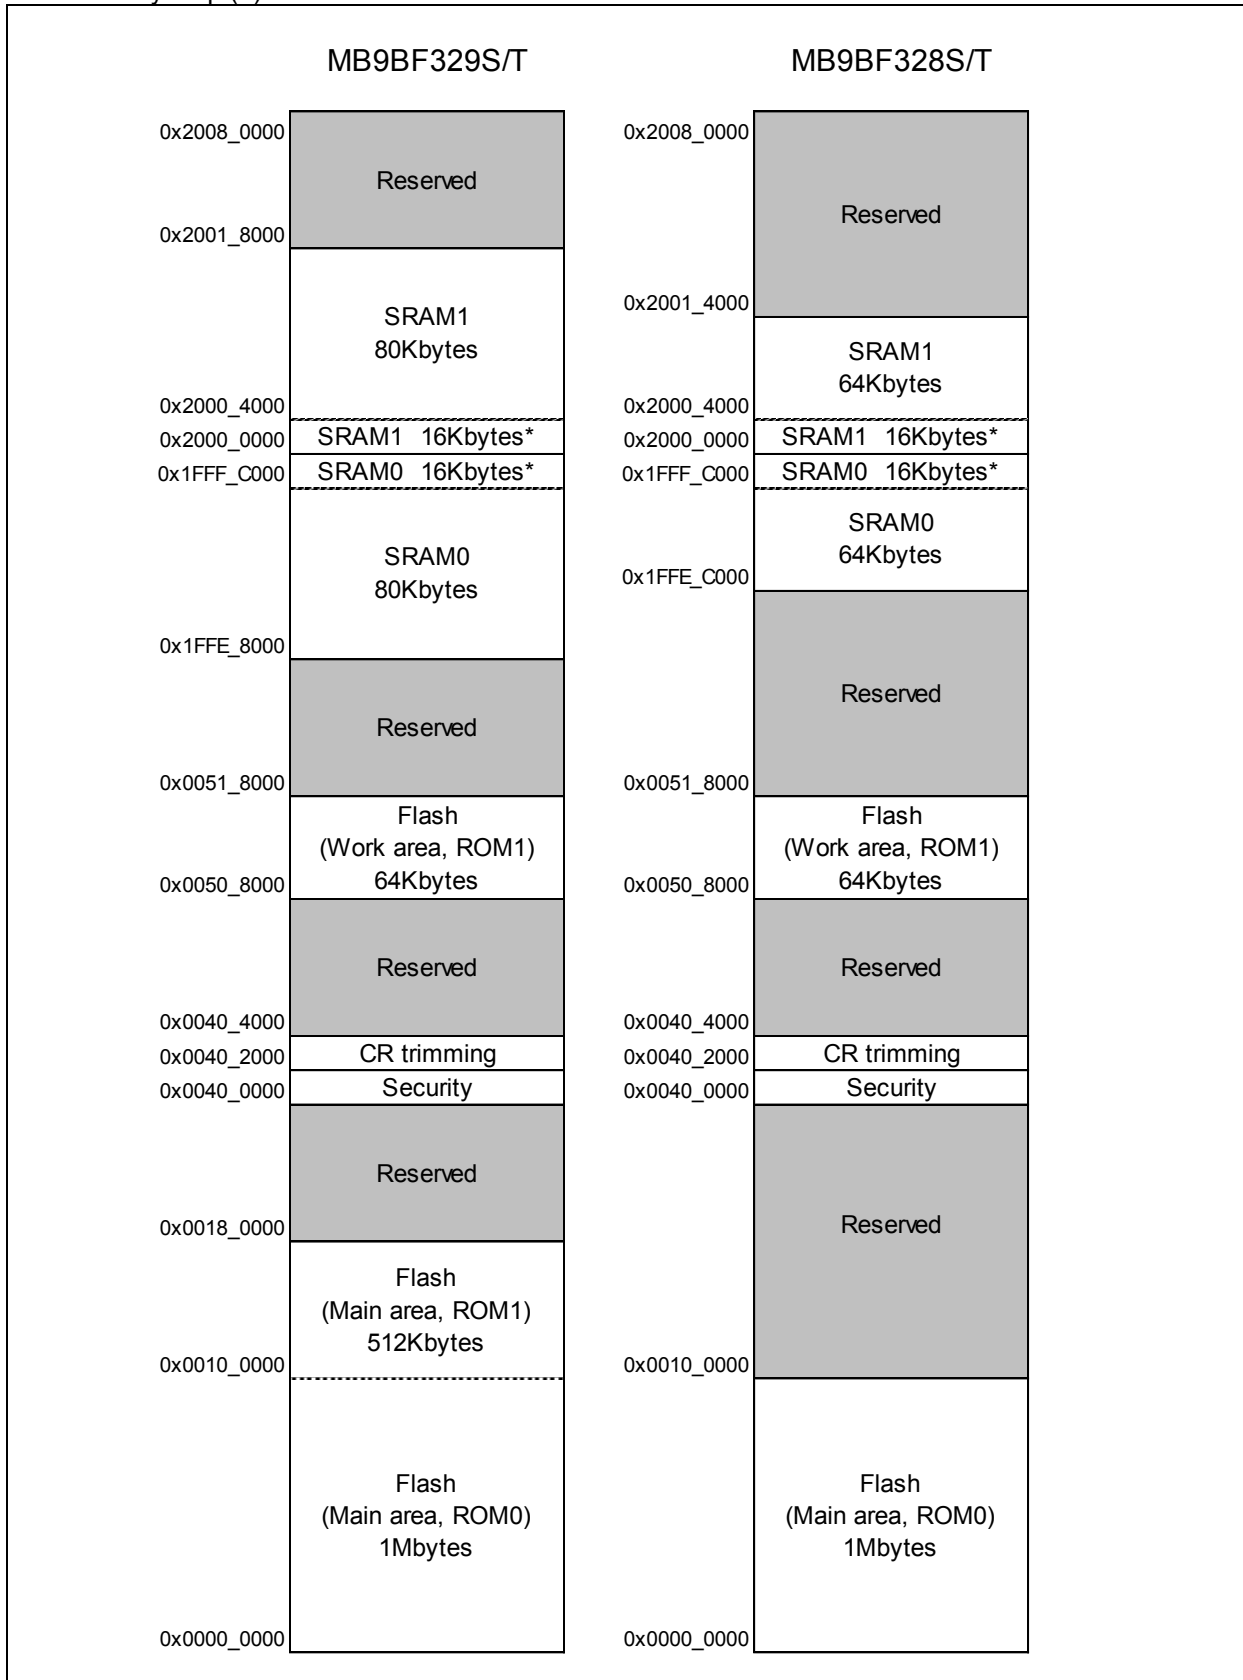 MB9BF329S/T
0x2008_0000
Reserved
0x2001_8000
SRAM1
80Kbytes
0x2000_4000
SRAM1 16Kbytes*
0x2000_0000
SRAM0 16Kbytes*
0x1FFF_C000
SRAM0
80Kbytes
0x1FFE_8000
Reserved
0x0051_8000
Flash
(Work area, ROM1)
64Kbytes
0x0050_8000
Reserved
0x0040_4000
CR trimming
0x0040_2000
Security
0x0040_0000
Reserved
0x0018_0000
Flash
(Main area, ROM1)
512Kbytes
0x0010_0000
Flash
(Main area, ROM0)
1Mbytes
0x0000_0000
MB9BF328S/T
0x2008_0000
Reserved
0x2001_4000
SRAM1
64Kbytes
0x2000_4000
SRAM1 16Kbytes*
0x2000_0000
SRAM0 16Kbytes*
0x1FFF_C000
SRAM0
64Kbytes
0x1FFE_C000
Reserved
0x0051_8000
Flash
(Work area, ROM1)
64Kbytes
0x0050_8000
Reserved
0x0040_4000
CR trimming
0x0040_2000
Security
0x0040_0000
Reserved
0x0010_0000
Flash
(Main area, ROM0)
1Mbytes
0x0000_0000